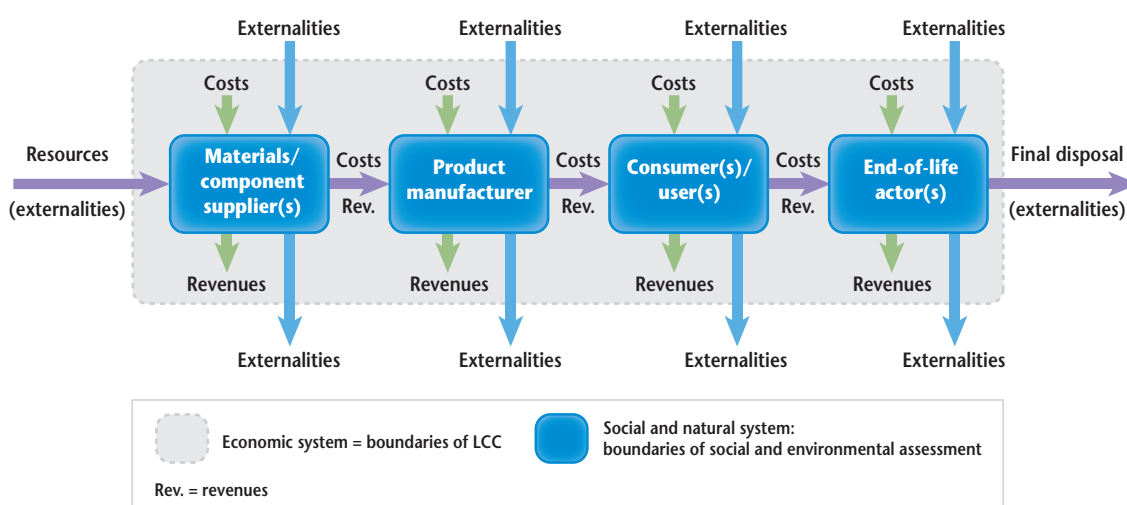 Externalities
Externalities
Externalities
Externalities
Costs
Costs
Costs
Costs
Resources
(externalities)
Materials/
component
supplier(s)
Costs
Rev.
Product
manufacturer
Costs
Rev.
Consumer(s)/
user(s)
Costs
Rev.
End-of-life
actor(s)
Final disposal
(externalities)
Revenues
Revenues
Revenues
Revenues
Externalities
Externalities
Externalities
Externalities
Economic system = boundaries of LCC
Social and natural system:
boundaries of social and environmental assessment
Rev. = revenues